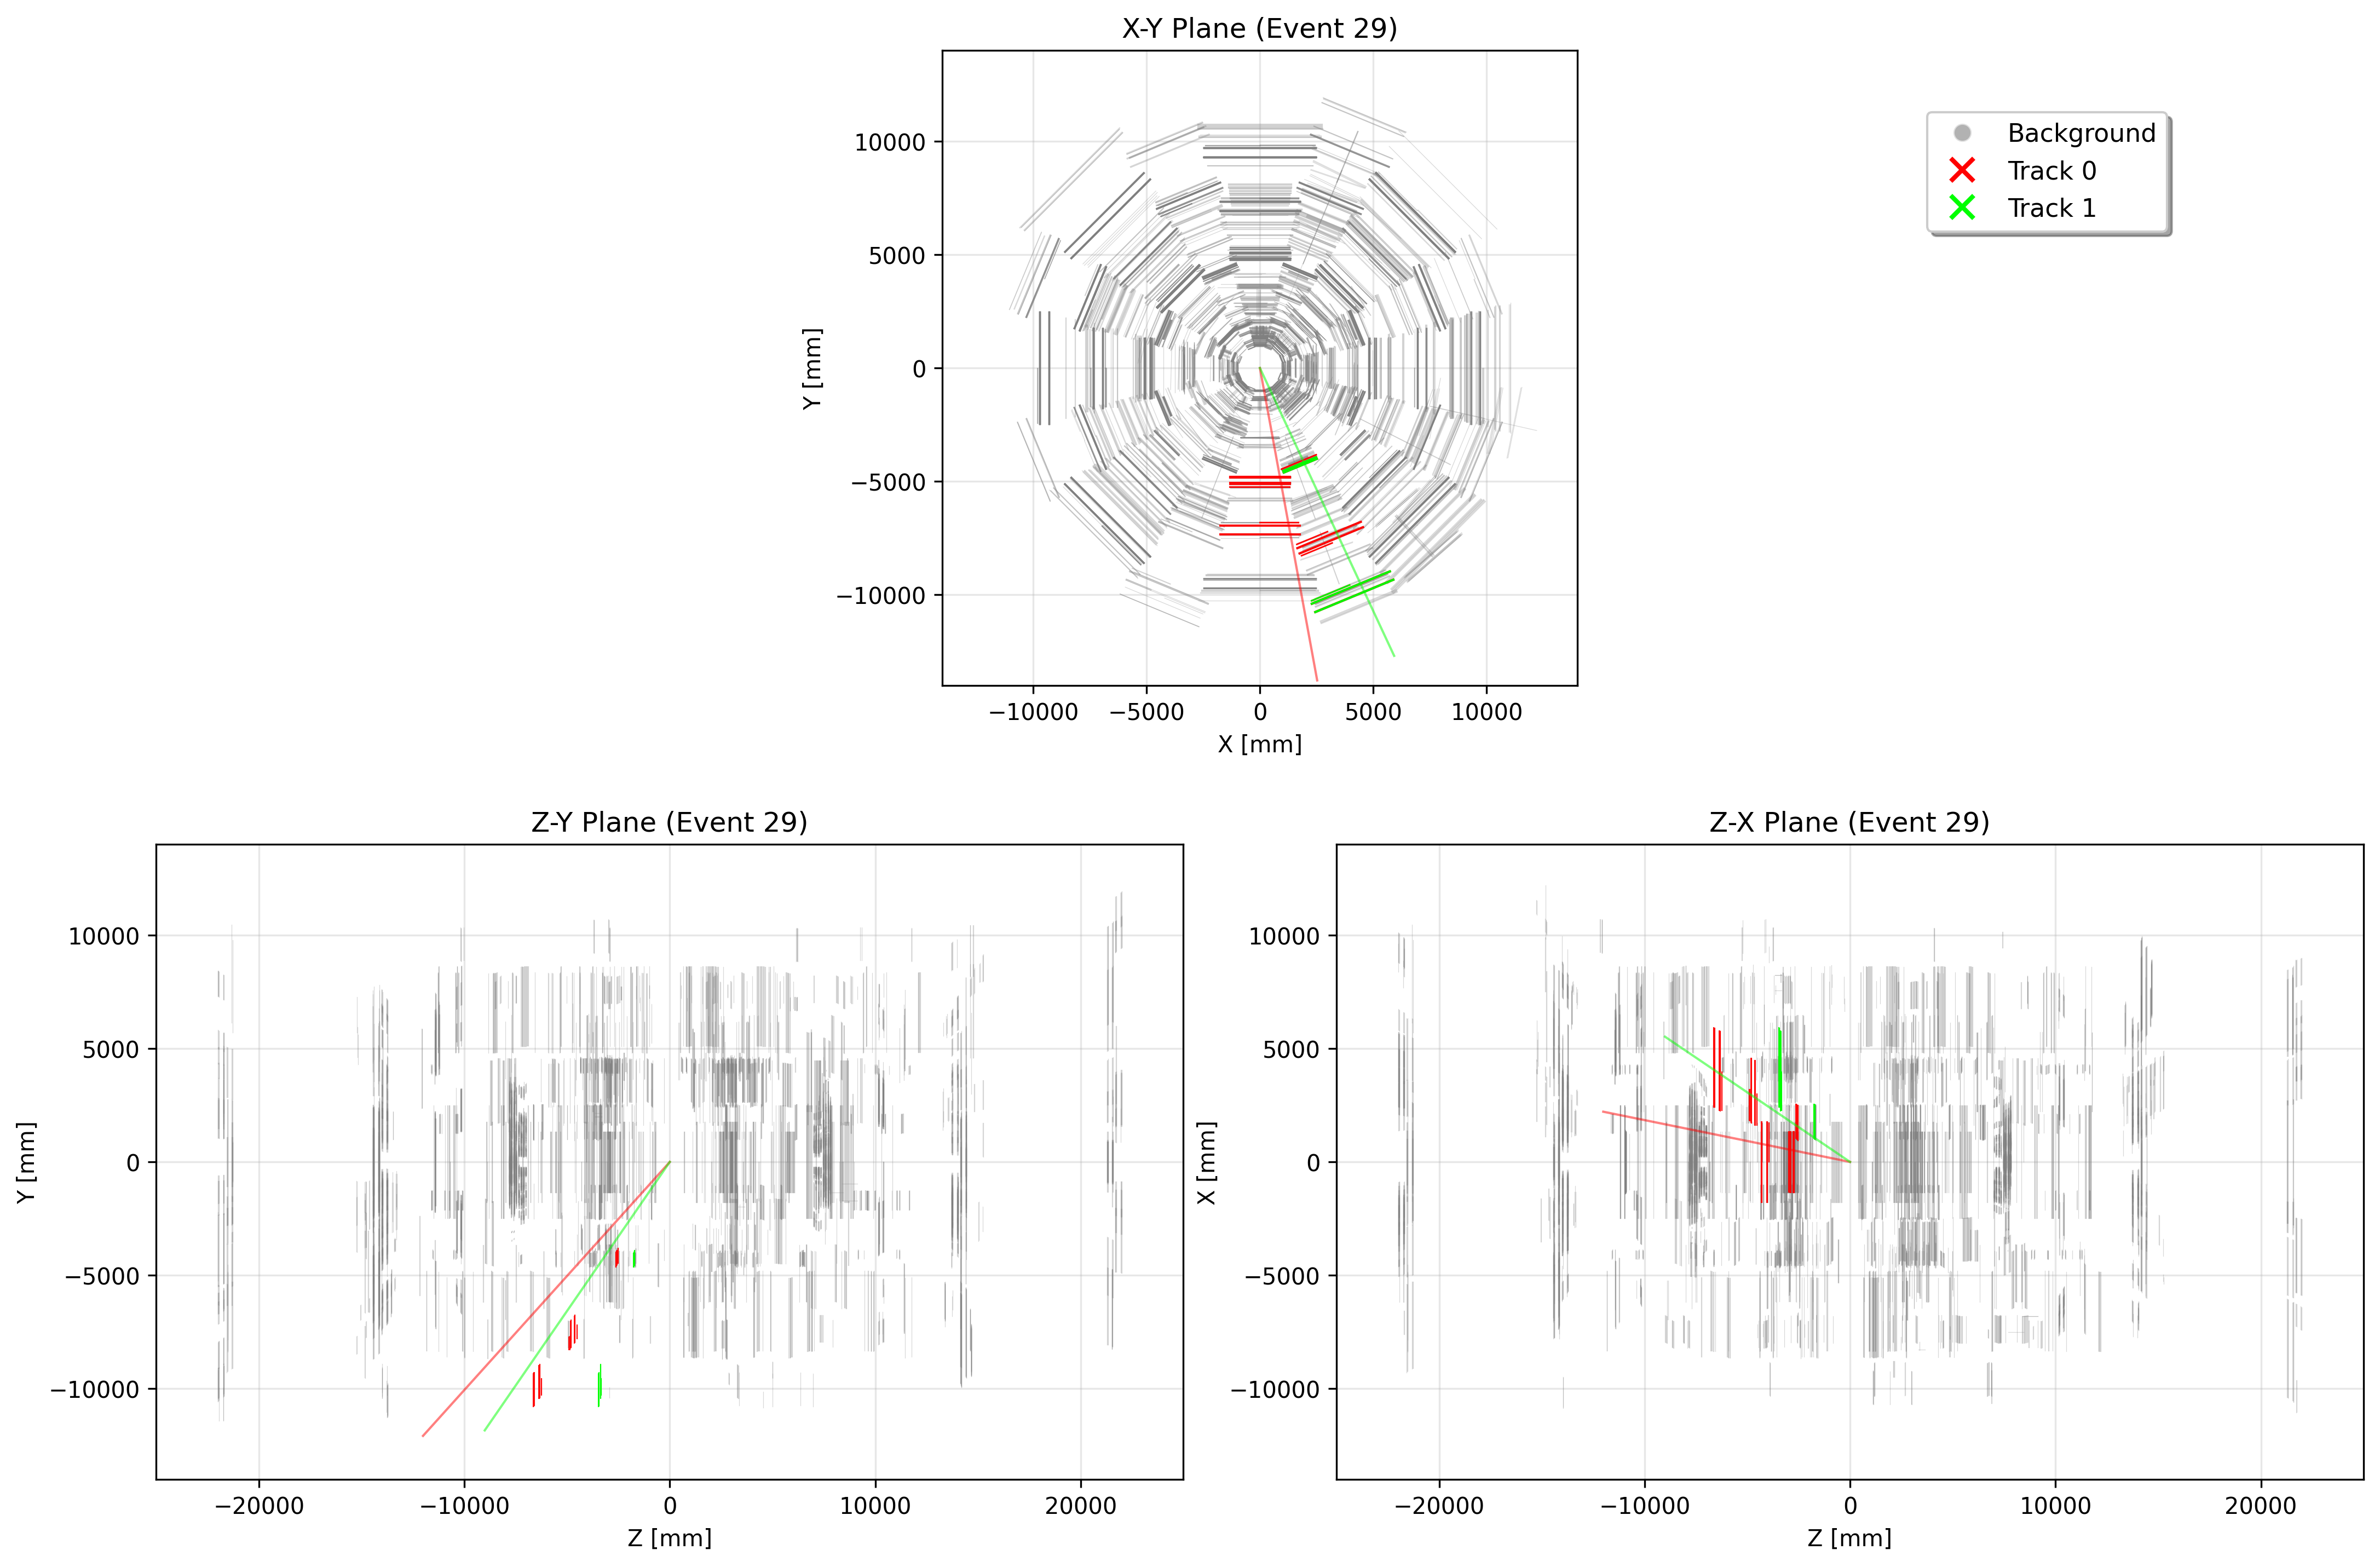 X-Y Plane (Event 29)
10000
5000
0
−5000
−10000
Y [mm]
−10000 −5000 0 5000 10000
X [mm]
Background
Track 0
Track 1
Z-Y Plane (Event 29)
10000
5000
0
−5000
−10000
Y [mm]
−20000 −10000 0 10000 20000
Z [mm]
Z-X Plane (Event 29)
10000
5000
0
−5000
−10000
X [mm]
−20000 −10000 0 10000 20000
Z [mm]